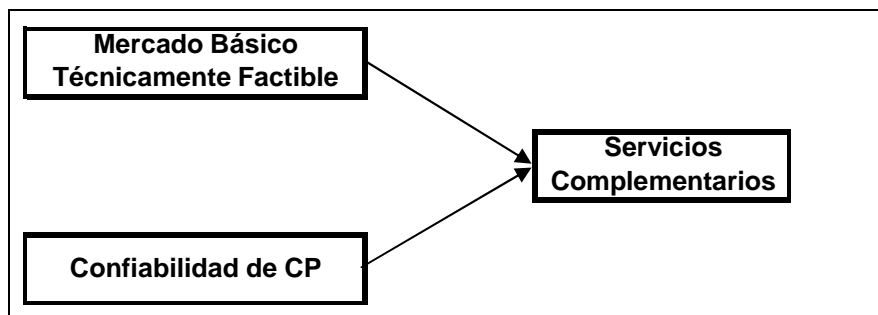 Mercado Básico
Técnicamente Factible
Servicios
Complementarios
Confiabilidad de CP